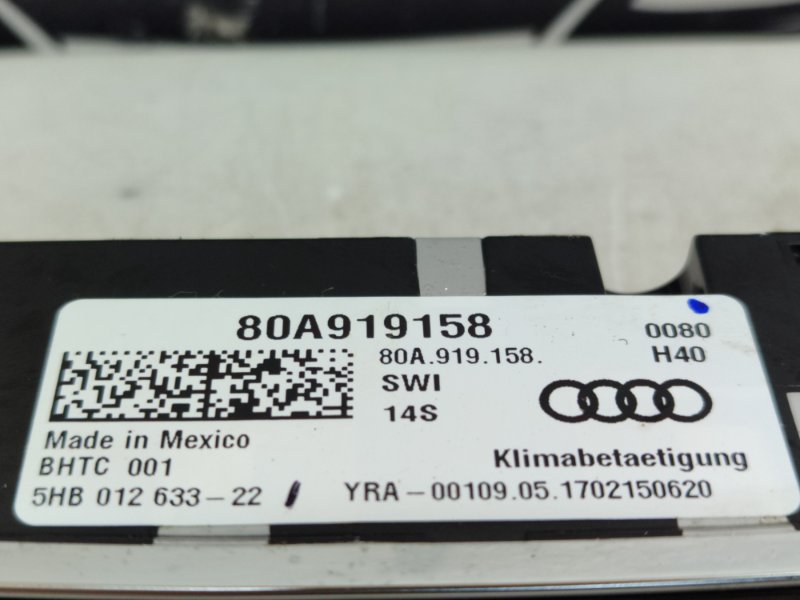 80A919158
0080
80A.919.158.
H40
SWI
14S
Made in Mexico
BHTC 001
Klimabetaetigung
5HB 012 633-22
YRA-00109.05.1702150620